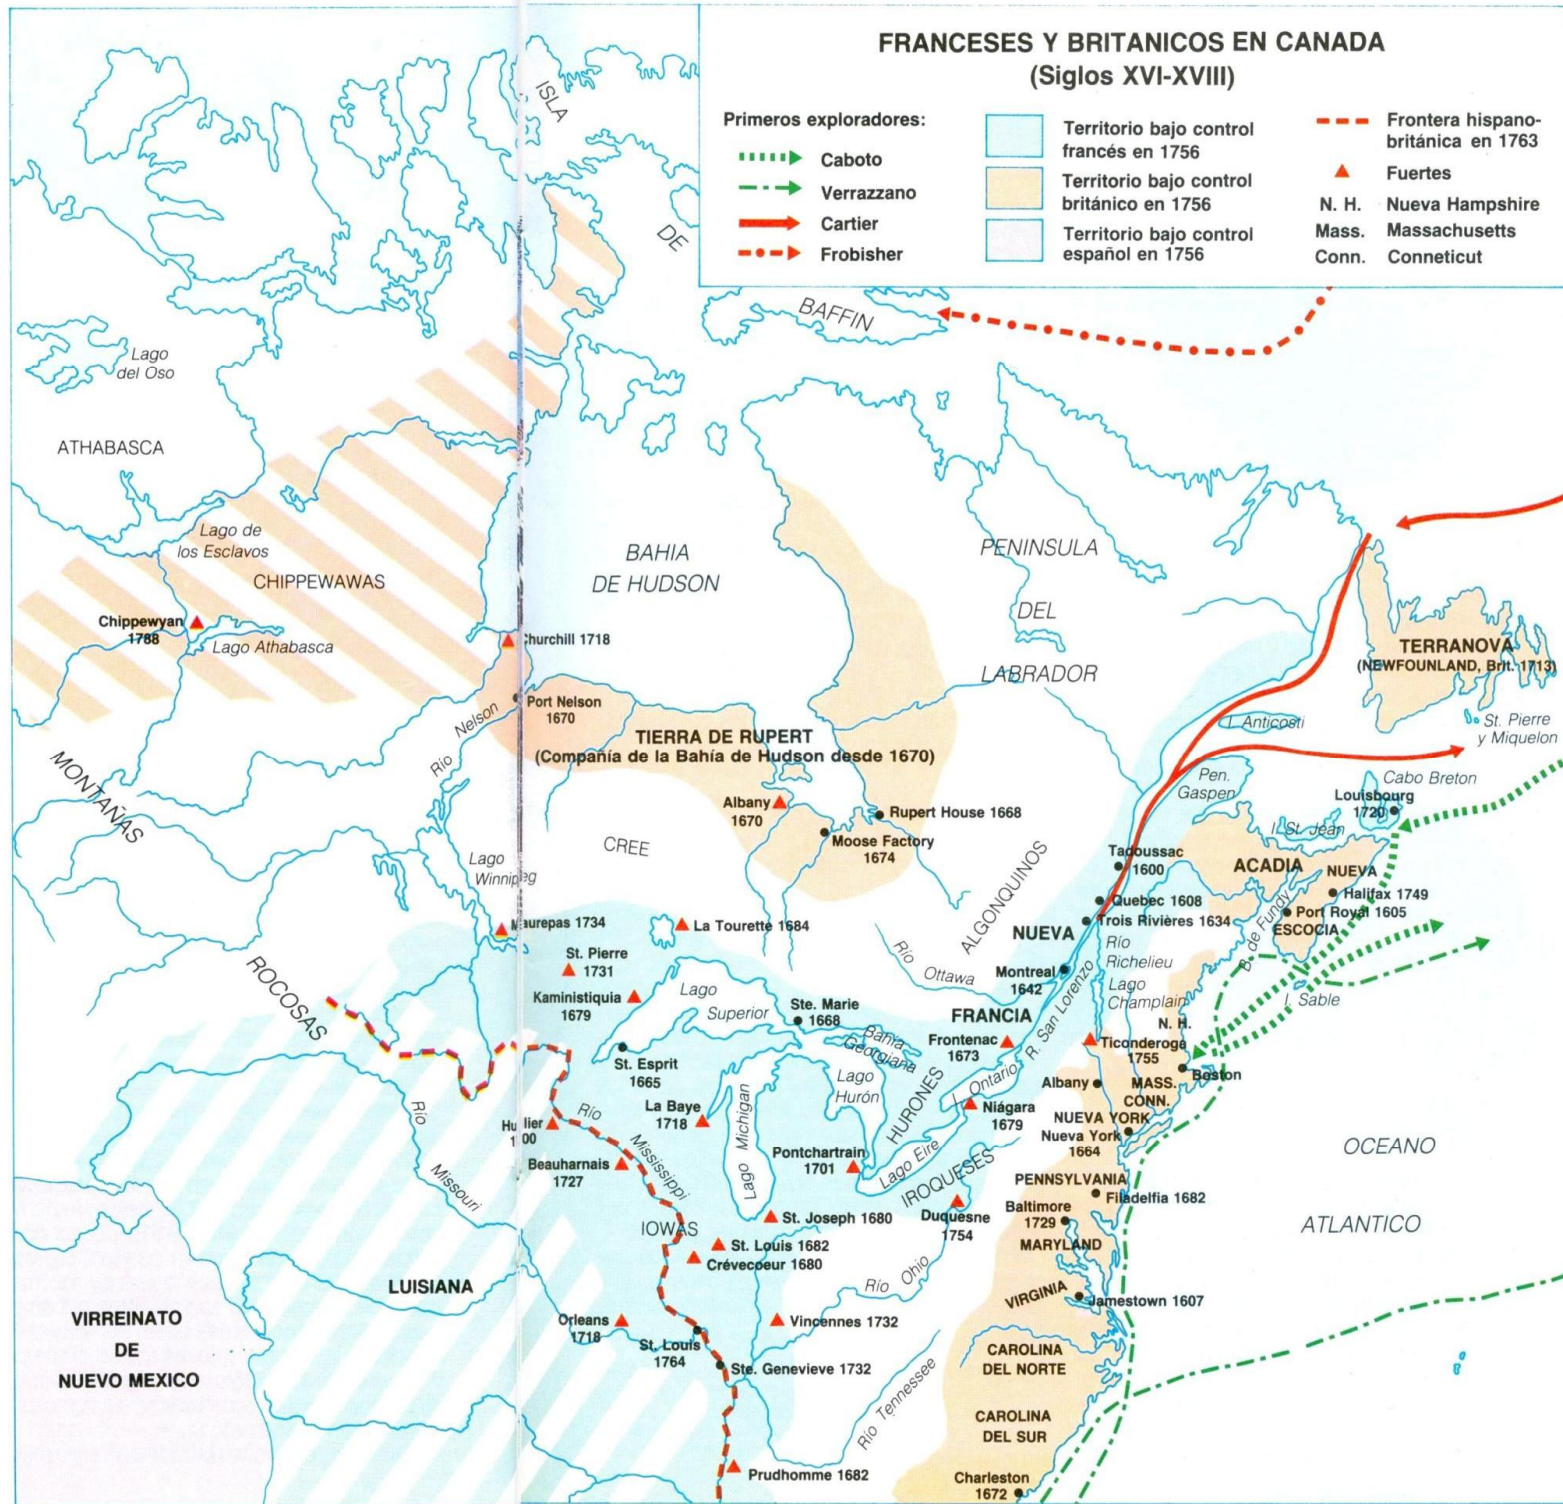 FRANCESES Y BRITANICOS EN CANADA
(Siglos XVI-XVIII)
Primeros exploradores:
Caboto
Verrazzano
Cartier
Frobisher
Territorio bajo control
francés en 1756
Territorio bajo control
británico en 1756
Territorio bajo control
español en 1756
Frontera hispano-
británica en 1763
Fuertes
N. H. Nueva Hampshire
Mass. Massachusetts
Conn. Conneticut
ISLA
DE
BAFFIN
Lago
del Oso
ATHABASCA
Lago de
los Esclavos
CHIPPEWAWAS
Chippewyan
1788
Lago Athabasca
BAHIA
DE HUDSON
PENINSULA
DEL
LABRADOR
Churchill 1718
Port Nelson
1670
Río Nelson
TERRANOVA
(NEWFOUNLAND, Brit. 1713)
St. Pierre
y Miquelon
I. Anticosti
TIERRA DE RUPERT
(Compañía de la Bahía de Hudson desde 1670)
MONTAÑAS
ROCOSAS
Albany
1670
Rupert House 1668
Moose Factory
1674
Pen.
Gaspen
Cabo Breton
Louisbourg
1720
I. St. Jean
CREE
Lago
Winnipeg
ALGONQUINOS
Tadoussac
1600
ACADIA
NUEVA
Halifax 1749
Port Royal 1605
ESCOCIA
B. de Fundy
Quebec 1608
Trois Rivières 1634
Maurepas 1734
La Tourette 1684
St. Pierre
1731
NUEVA
Río
Richelieu
Río
Ottawa
Montreal
1642
Kaministiquia
1679
Lago
Superior
Ste. Marie
1668
FRANCIA
R. San Lorenzo
Lago
Champlain
I. Sable
N. H.
Bahía
Georgiana
Frontenac
1673
Ticonderoga
1755
St. Esprit
1665
Lago
Hurón
HURONES
L. Ontario
Albany
MASS.
CONN.
Boston
La Baye
1718
Lago Michigan
Niágara
1679
NUEVA YORK
Nueva York
1664
Río
Mississippi
Río
Missouri
Beauharnais
1727
Pontchartrain
1701
Lago Eire
IROQUESES
OCEANO
ATLANTICO
PENNSYLVANIA
Filadelfia 1682
Baltimore
1729
MARYLAND
IOWAS
St. Joseph 1680
Duquesne
1754
St. Louis 1682
Crévecoeur 1680
Río Ohio
VIRGINIA
Jamestown 1607
LUISIANA
VIRREINATO
DE
NUEVO MEXICO
Orleans
1718
St. Louis
1764
Vincennes 1732
Ste. Genevieve 1732
CAROLINA
DEL NORTE
Río Tennessee
CAROLINA
DEL SUR
Prudhomme 1682
Charleston
1672